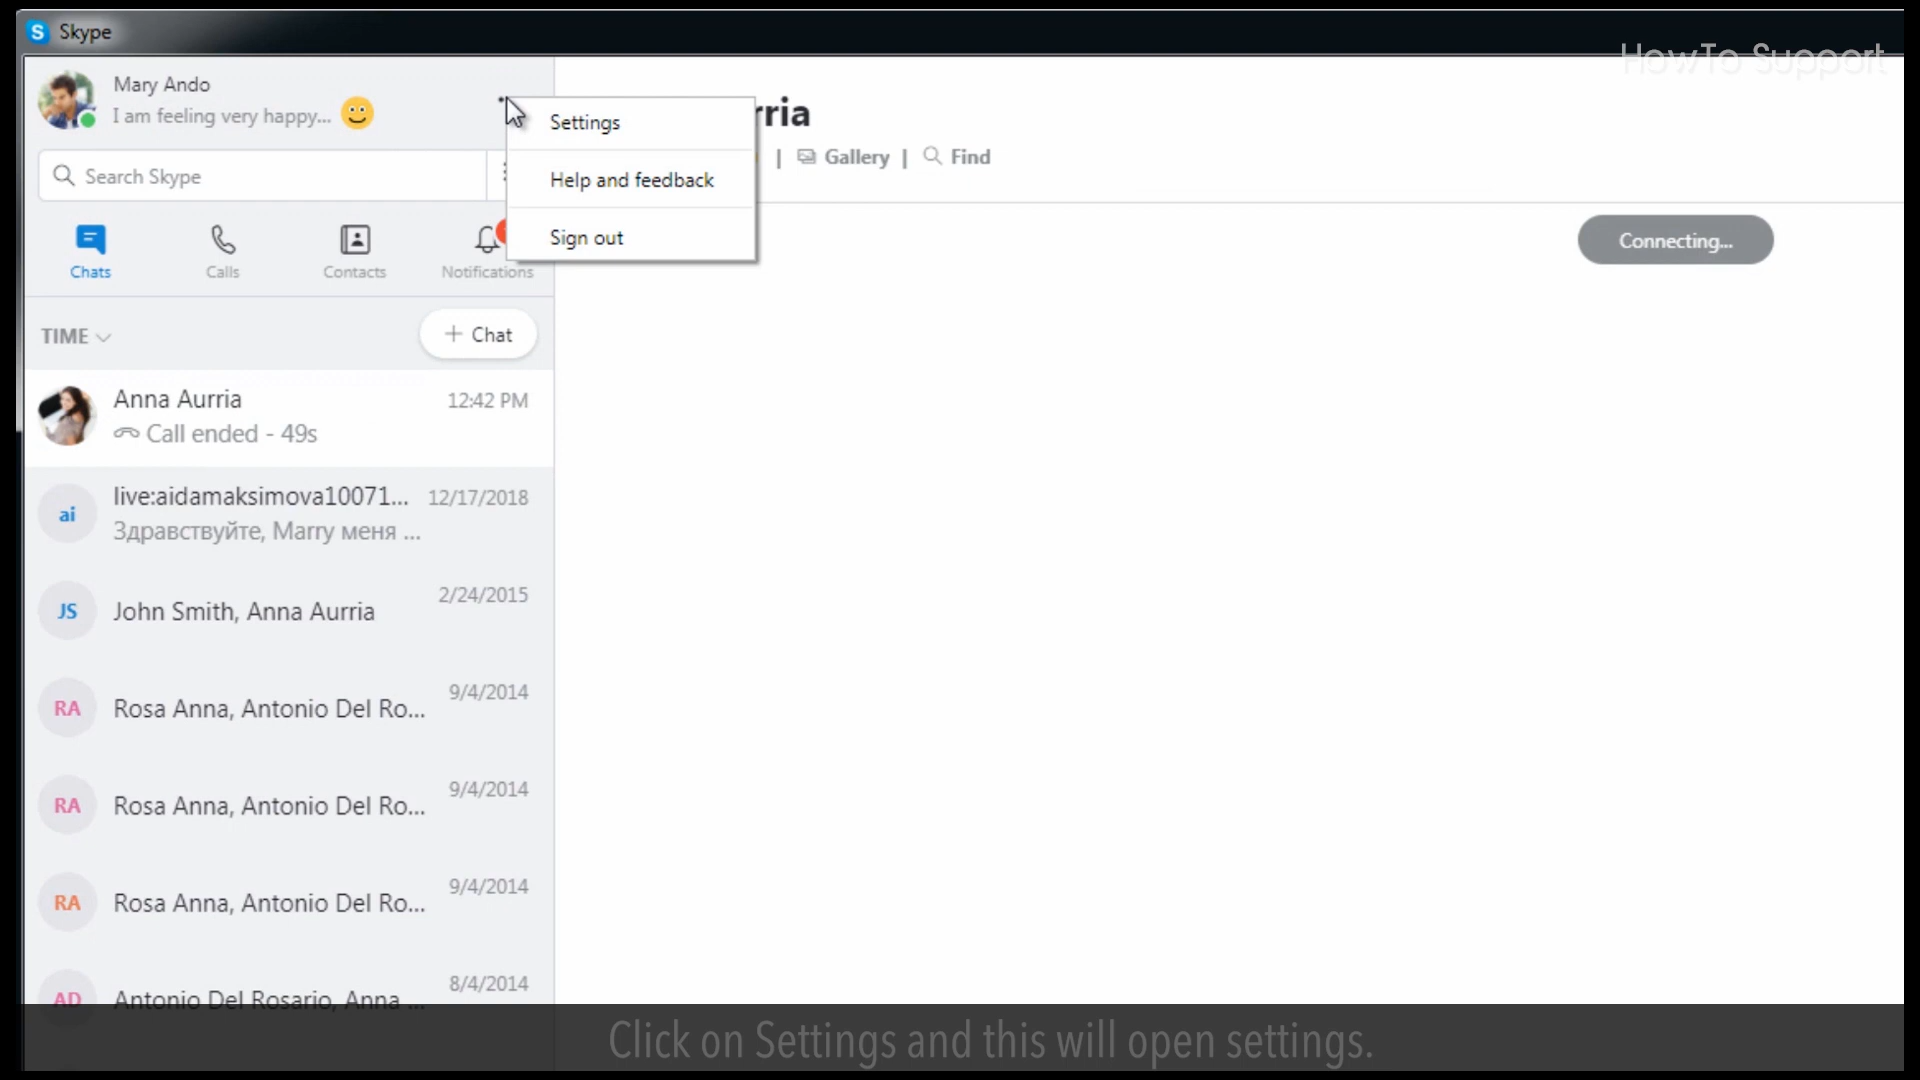 Skype
HowTo Support
Mary Ando
I am feeling very happy...
Search Skype
Settings
Help and feedback
Sign out
rria
| Gallery | Find
Chats
Calls
Contacts
Notifications
Connecting...
TIME
+ Chat
Anna Aurria 12:42 PM
Call ended - 49s
ai
live:aidamaksimova10071... 12/17/2018
Здравствуйте, Marry меня ...
JS
John Smith, Anna Aurria 2/24/2015
RA
Rosa Anna, Antonio Del Ro... 9/4/2014
RA
Rosa Anna, Antonio Del Ro... 9/4/2014
RA
Rosa Anna, Antonio Del Ro... 9/4/2014
AD
Antonio Del Rosario, Anna ... 8/4/2014
Click on Settings and this will open settings.